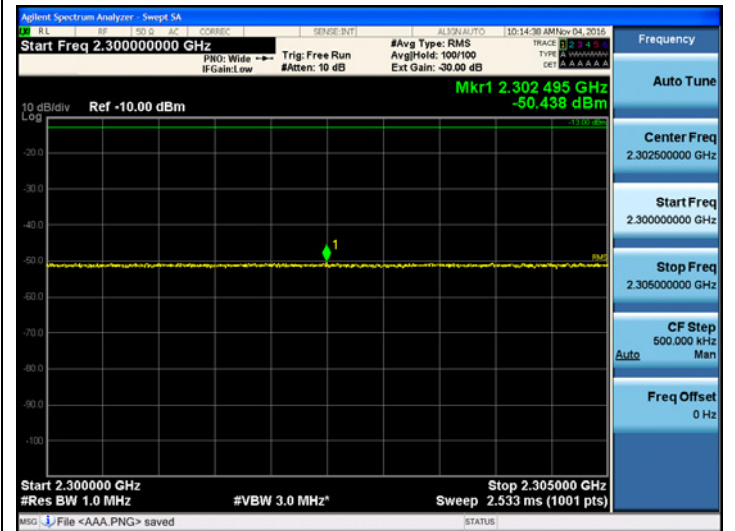 Agilent Spectrum Analyzer - Swept SA
RL RF 50 Ω AC CORREC SENSE:INT ALIGNAUTO 10:14:38 AM Nov 04, 2016
Start Freq 2.300000000 GHz
PNO: Wide
IFGain:Low
Trig: Free Run
#Atten: 10 dB
#Avg Type: RMS
Avg|Hold: 100/100
Ext Gain: -30.00 dB
TRACE 1 2 3 4 5 6
TYPE A
DET A A A A A A
Mkr1 2.302 495 GHz
-50.438 dBm
10 dB/div Ref -10.00 dBm
Log
-13.00 dBm
-20.0
-30.0
-40.0
1
-50.0
RMS
-60.0
-70.0
-80.0
-90.0
-100
Start 2.300000 GHz
Stop 2.305000 GHz
#Res BW 1.0 MHz #VBW 3.0 MHz* Sweep 2.533 ms (1001 pts)
MSG File <AAA.PNG> saved STATUS
Frequency
Auto Tune
Center Freq
2.302500000 GHz
Start Freq
2.300000000 GHz
Stop Freq
2.305000000 GHz
CF Step
500.000 kHz
Auto Man
Freq Offset
0 Hz